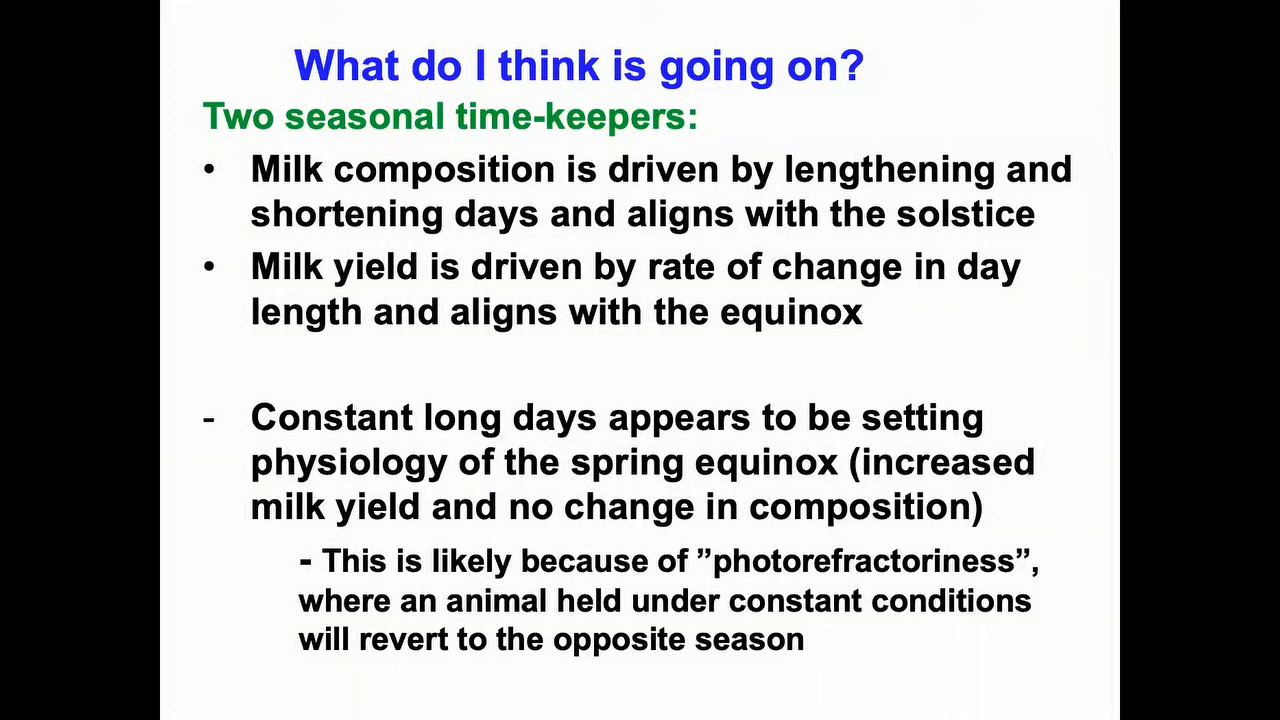 What do I think is going on?
Two seasonal time-keepers:
• Milk composition is driven by lengthening and
shortening days and aligns with the solstice
• Milk yield is driven by rate of change in day
length and aligns with the equinox
- Constant long days appears to be setting
physiology of the spring equinox (increased
milk yield and no change in composition)
- This is likely because of ”photorefractoriness”,
where an animal held under constant conditions
will revert to the opposite season